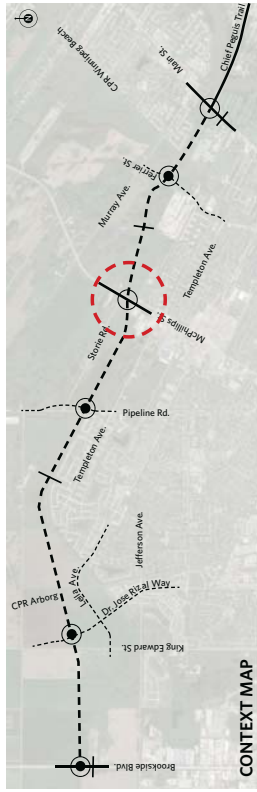 CPR Winnipeg Beach
Main St.
Chief Peguis Trail
Ferrier St.
Murray Ave.
Templeton Ave.
McPhillips St.
Storie Rd.
Pipeline Rd.
Templeton Ave.
Jefferson Ave.
Leila Ave.
CPR Arborg
Dr Jose Rizal Way
King Edward St.
Brookside Blvd.
CONTEXT MAP